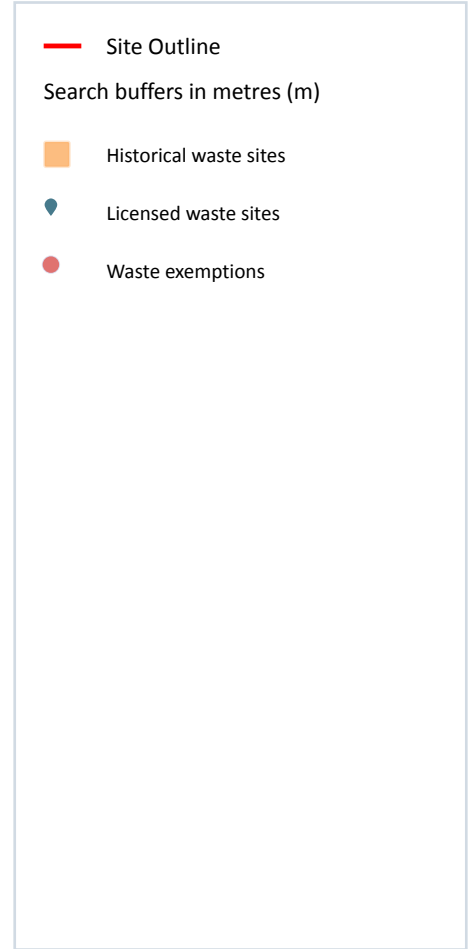 Site Outline
Search buffers in metres (m)
Historical waste sites
Licensed waste sites
Waste exemptions